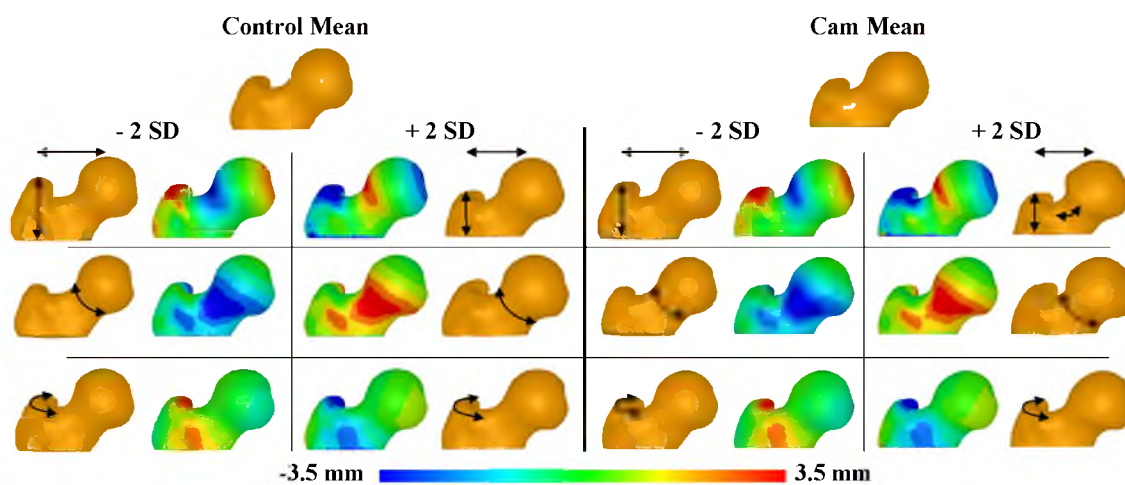 Control Mean
Cam Mean
- 2 SD
+ 2 SD
- 2 SD
+ 2 SD
-3.5 mm
3.5 mm